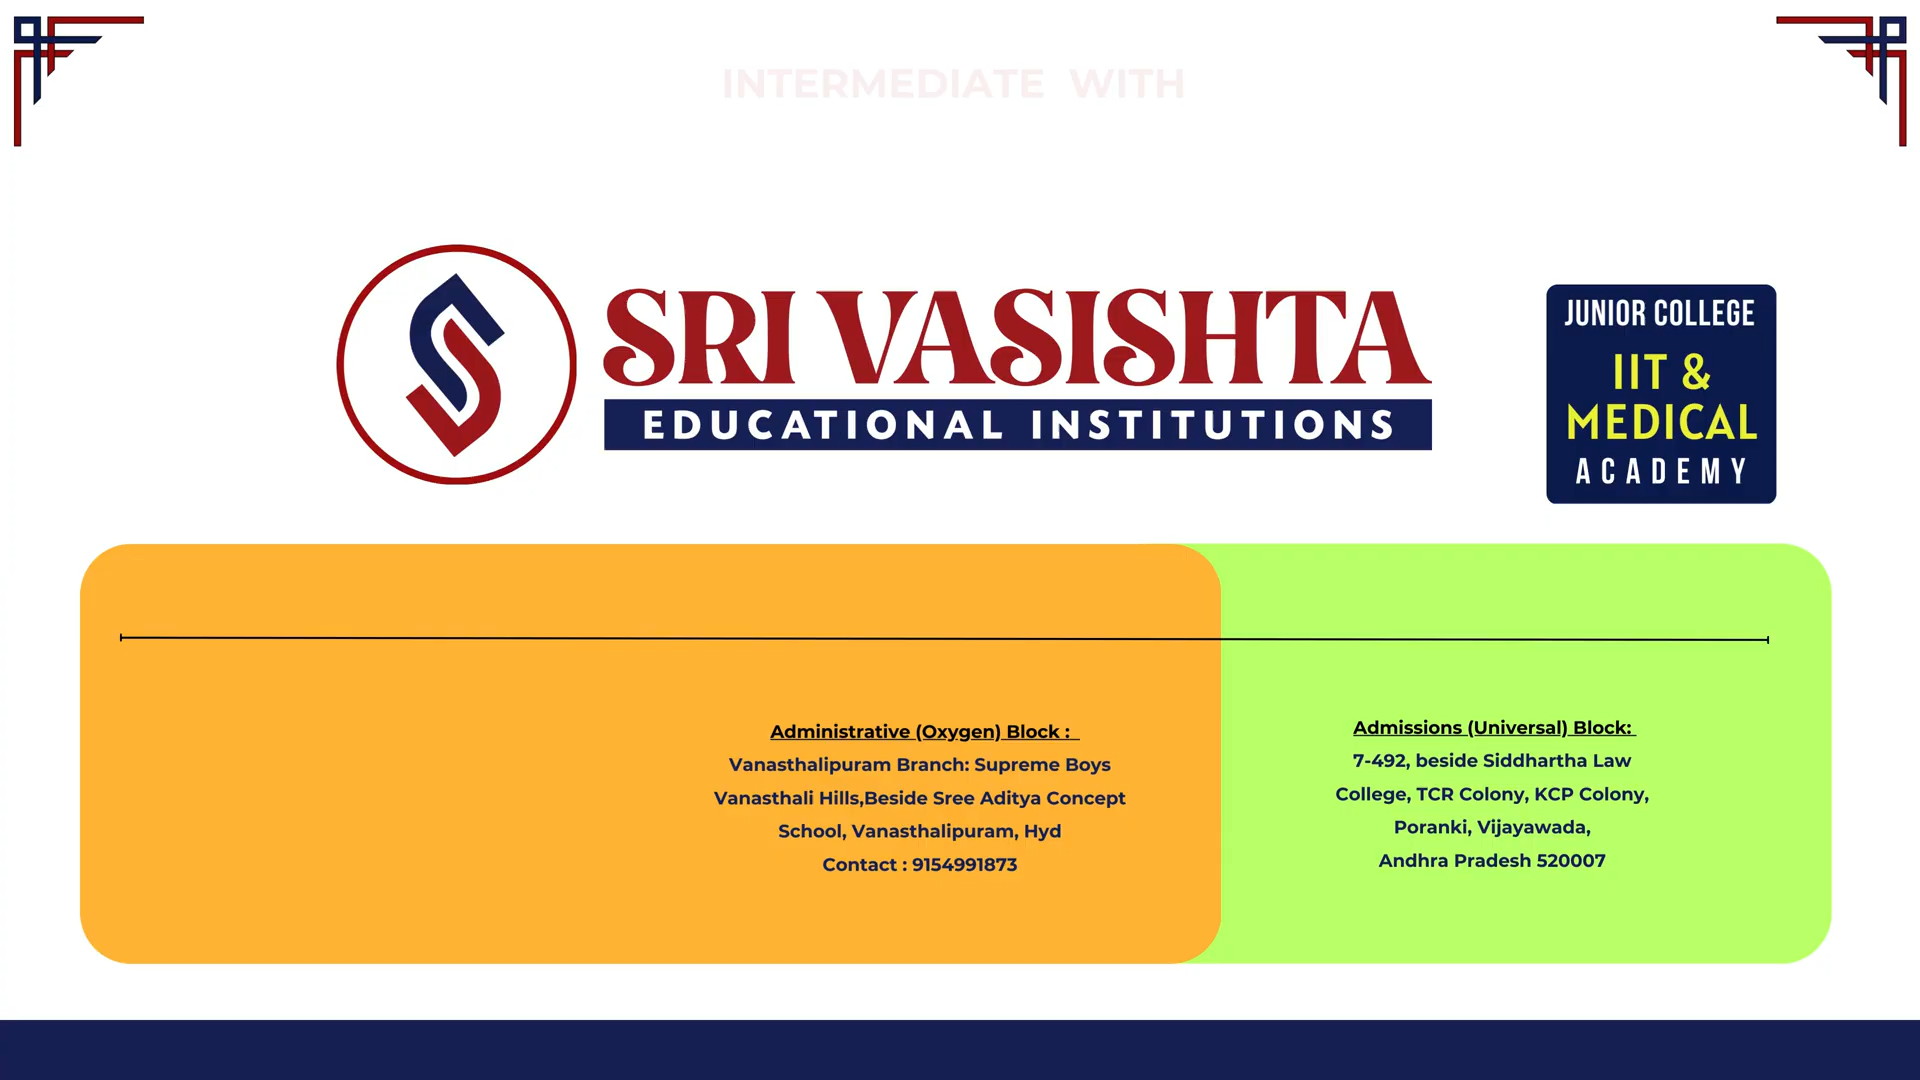 INTERMEDIATE WITH
SRI VASISHTA
EDUCATIONAL INSTITUTIONS
JUNIOR COLLEGE
IIT &
MEDICAL
ACADEMY
Administrative (Oxygen) Block :
Vanasthalipuram Branch: Supreme Boys
Vanasthali Hills,Beside Sree Aditya Concept
School, Vanasthalipuram, Hyd
Contact : 9154991873
Admissions (Universal) Block:
7-492, beside Siddhartha Law
College, TCR Colony, KCP Colony,
Poranki, Vijayawada,
Andhra Pradesh 520007